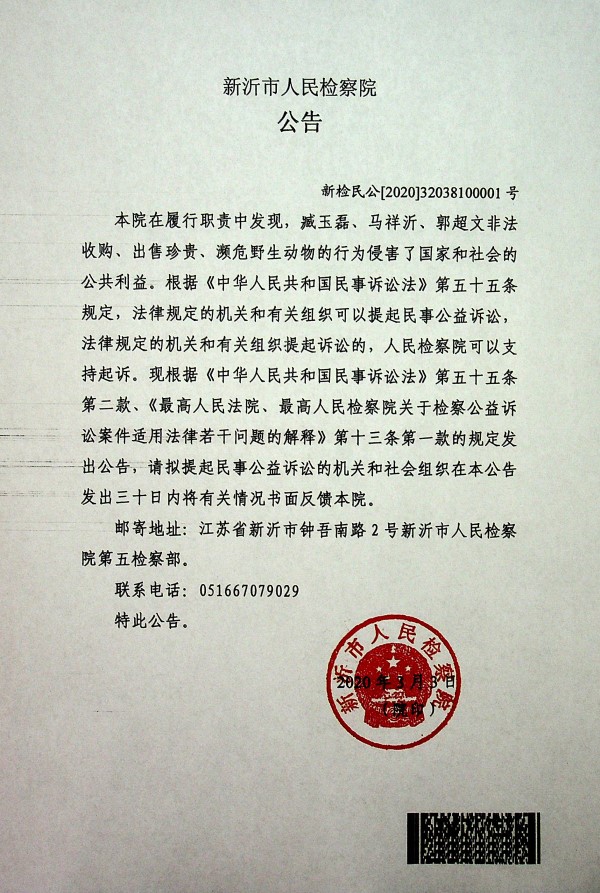 新沂市人民检察院
公告
新检民公[2020]32038100001 号
本院在履行职责中发现，臧玉磊、马祥沂、郭超文非法
收购、出售珍贵、濒危野生动物的行为侵害了国家和社会的
公共利益。根据《中华人民共和国民事诉讼法》第五十五条
规定，法律规定的机关和有关组织可以提起民事公益诉讼，
法律规定的机关和有关组织提起诉讼的，人民检察院可以支
持起诉。现根据《中华人民共和国民事诉讼法》第五十五条
第二款、《最高人民法院、最高人民检察院关于检察公益诉
讼案件适用法律若干问题的解释》第十三条第一款的规定发
出公告，请拟提起民事公益诉讼的机关和社会组织在本公告
发出三十日内将有关情况书面反馈本院。
邮寄地址：江苏省新沂市钟吾南路 2 号新沂市人民检察
院第五检察部。
联系电话：051667079029
特此公告。
新沂市人民检察院
2020 年 3 月 3 日
（院印）